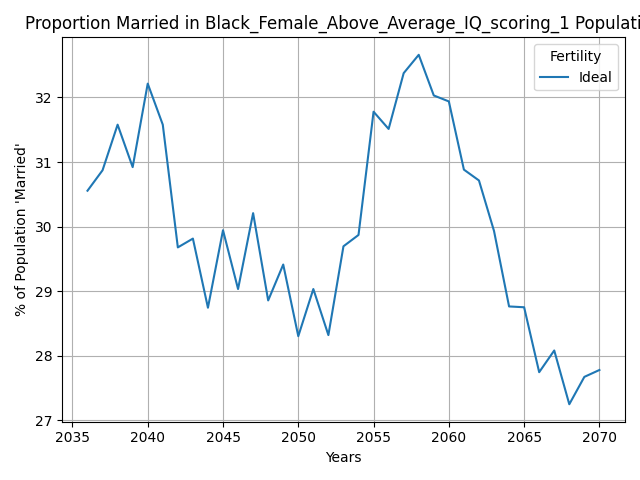 Proportion Married in Black_Female_Above_Average_IQ_scoring_1 Populati
% of Population 'Married'
Fertility
Ideal
32
31
30
29
28
27
2035 2040 2045 2050 2055 2060 2065 2070
Years